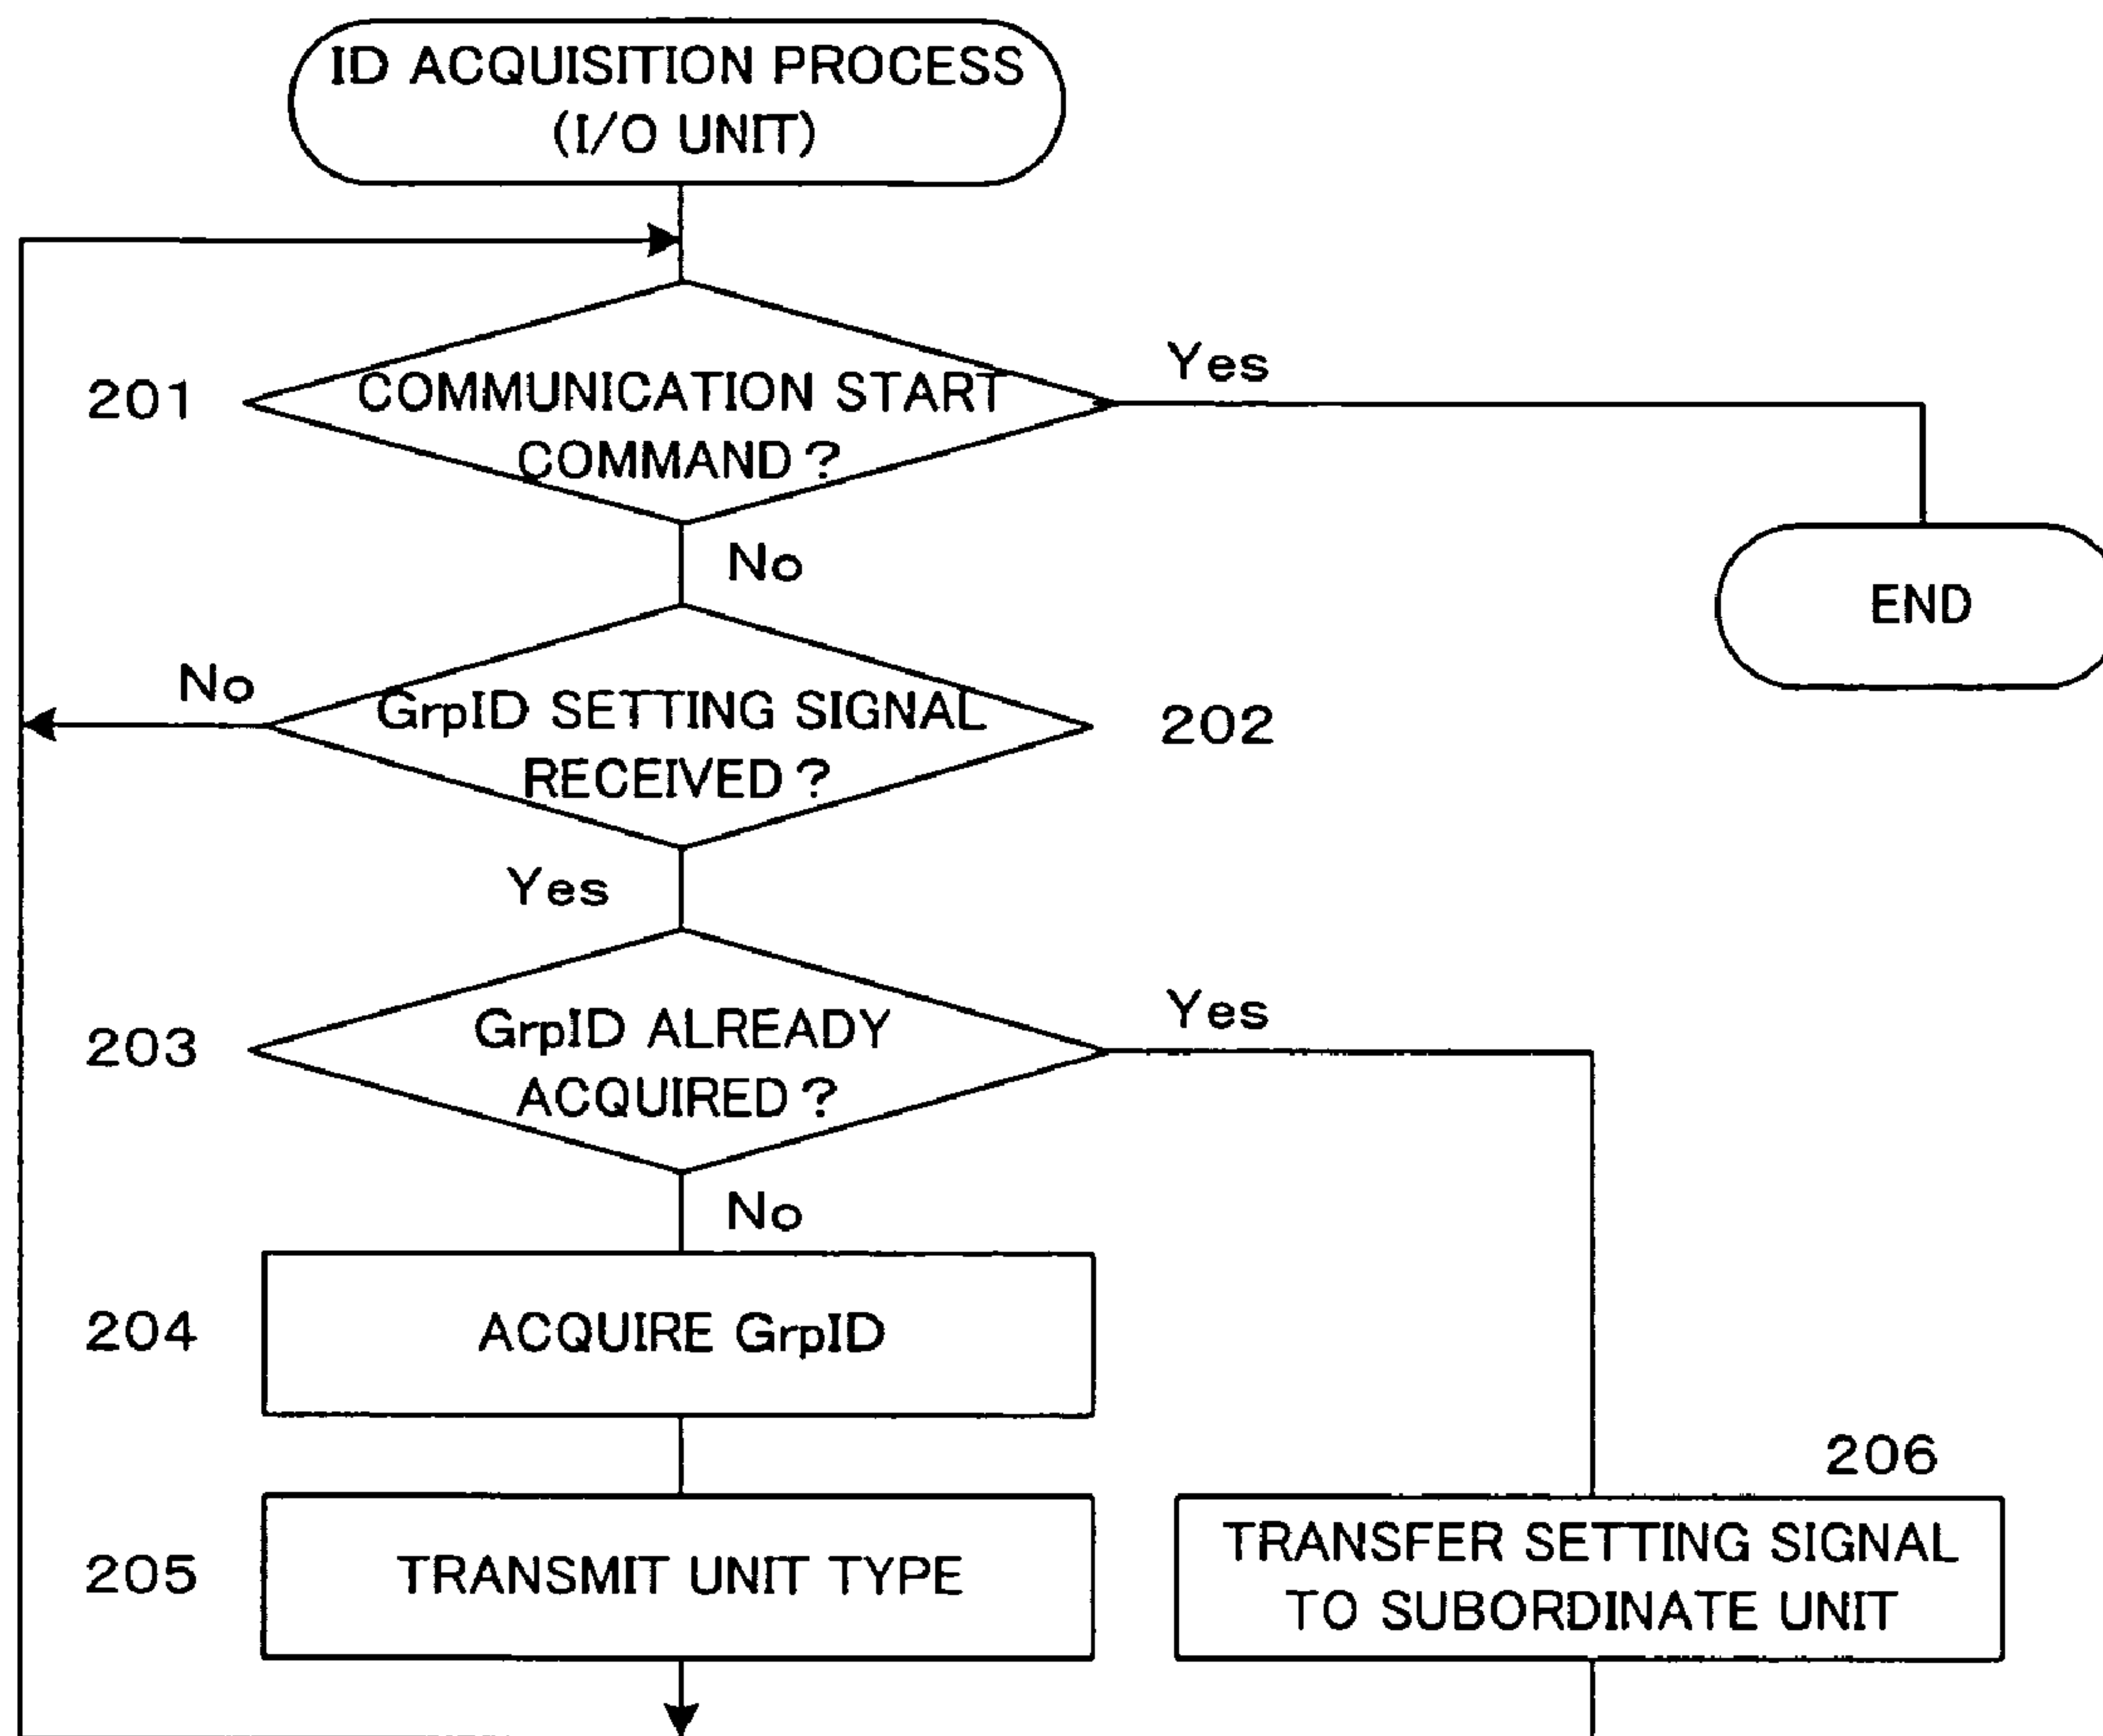 ID ACQUISITION PROCESS
(I/O UNIT)
201
COMMUNICATION START
COMMAND?
Yes
No
END
No
GrpID SETTING SIGNAL
RECEIVED?
202
Yes
203
GrpID ALREADY
ACQUIRED?
Yes
No
204
ACQUIRE GrpID
206
205
TRANSMIT UNIT TYPE
TRANSFER SETTING SIGNAL
TO SUBORDINATE UNIT